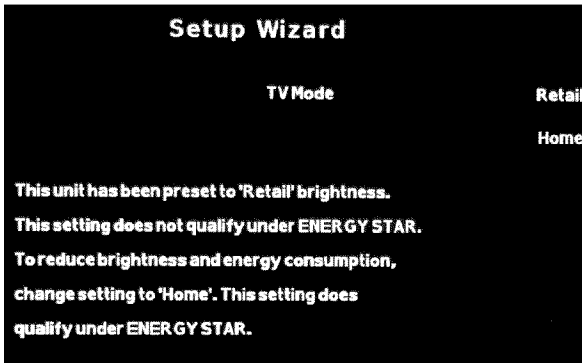 Setup Wizard
TV Mode
Retail
Home
This unit has been preset to 'Retail' brightness.
This setting does not qualify under ENERGY STAR.
To reduce brightness and energy consumption,
change setting to 'Home'. This setting does
qualify under ENERGY STAR.